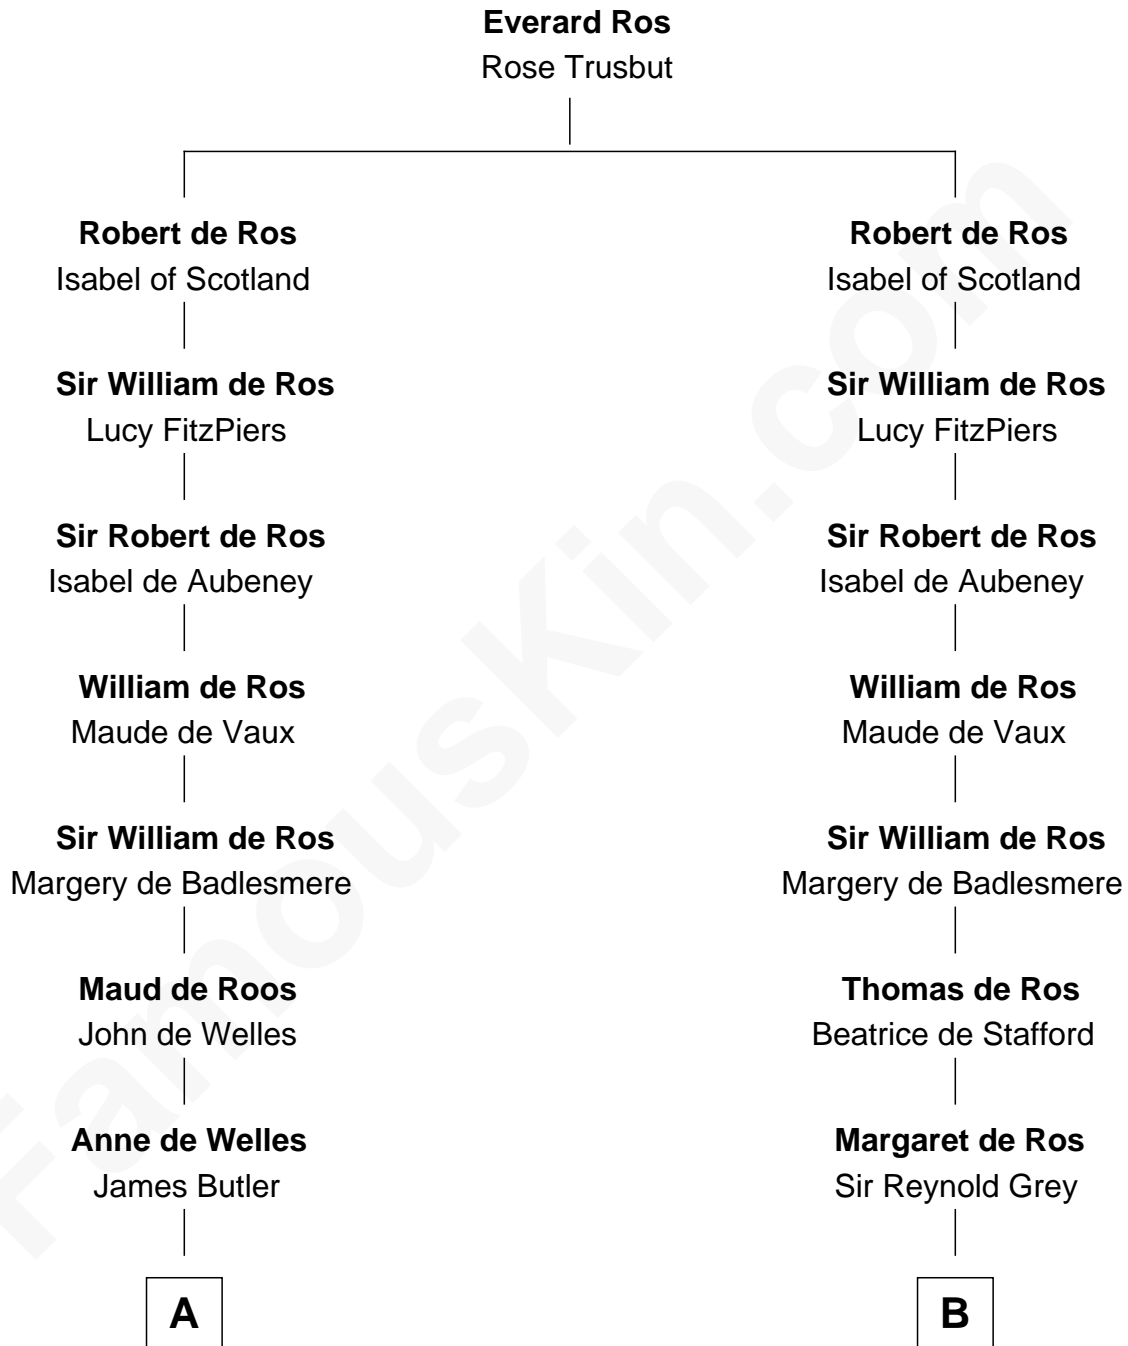 Everard Ros
Rose Trusbut
Robert de Ros
Isabel of Scotland
Sir William de Ros
Lucy FitzPiers
Sir Robert de Ros
Isabel de Aubeney
William de Ros
Maude de Vaux
Sir William de Ros
Margery de Badlesmere
Maud de Roos
John de Welles
Anne de Welles
James Butler
A
Robert de Ros
Isabel of Scotland
Sir William de Ros
Lucy FitzPiers
Sir Robert de Ros
Isabel de Aubeney
William de Ros
Maude de Vaux
Sir William de Ros
Margery de Badlesmere
Thomas de Ros
Beatrice de Stafford
Margaret de Ros
Sir Reynold Grey
B
FamousKin.com